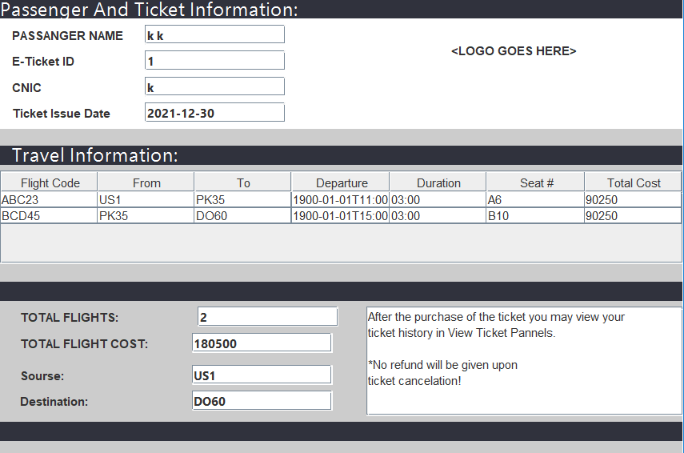 Passenger And Ticket Information:
PASSANGER NAME k k
<LOGO GOES HERE>
E-Ticket ID 1
CNIC k
Ticket Issue Date 2021-12-30
Travel Information:
Flight Code From To Departure Duration Seat # Total Cost
ABC23 US1 PK35 1900-01-01T11:00 03:00 A6 90250
BCD45 PK35 DO60 1900-01-01T15:00 03:00 B10 90250
TOTAL FLIGHTS: 2
TOTAL FLIGHT COST: 180500
Sourse: US1
Destination: DO60
After the purchase of the ticket you may view your
ticket history in View Ticket Pannels.
*No refund will be given upon
ticket cancelation!